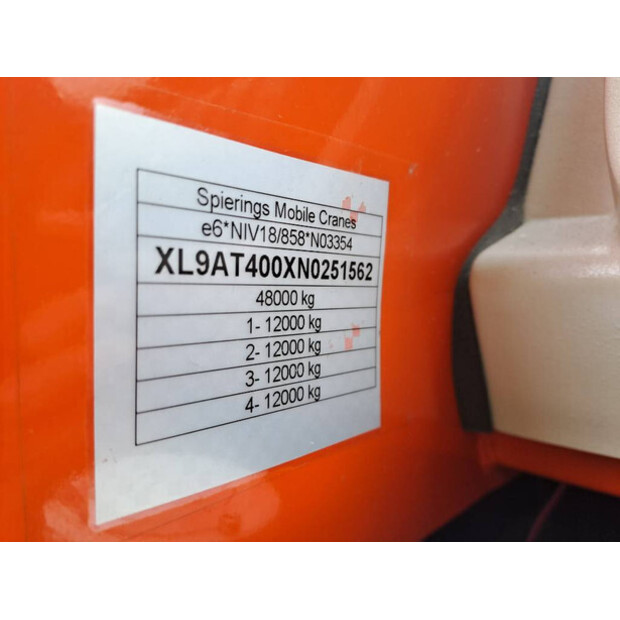 Spierings Mobile Cranes
e6*NIV18/858*N03354
XL9AT400XN0251562
48000 kg
1- 12000 kg
2- 12000 kg
3- 12000 kg
4- 12000 kg